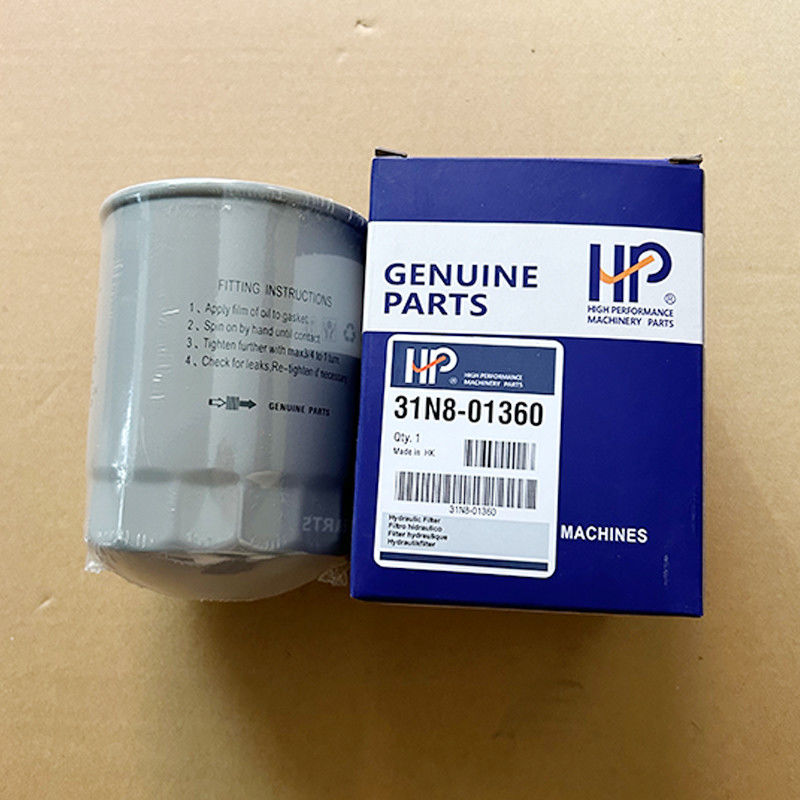 FITTING INSTRUCTIONS
1、Apply film of oil to gasket.
2、Spin on by hand until contact
3、Tighten further with max3/4 to 1 turn.
4、Check for leaks,Re-tighten if necessary
GENUINE PARTS
ARTS
GENUINE
PARTS
HP
®
HIGH PERFORMANCE
MACHINERY PARTS
HP
®
HIGH PERFORMANCE
MACHINERY PARTS
31N8-01360
Qty. 1
Made in HK
31N8-01360
Hydraulic Filter
Filtro hidraulico
Filter hydraulique
Hydraulikfilter
MACHINES